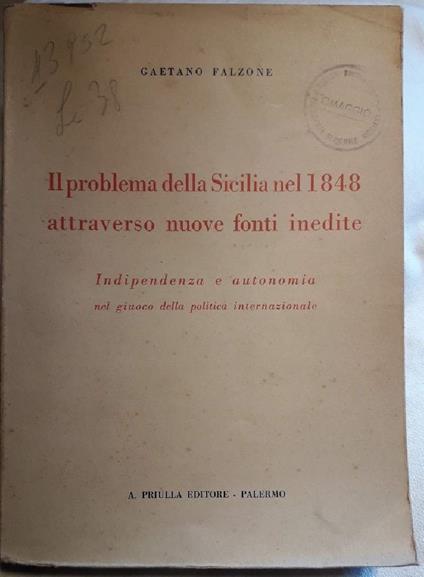 GAETANO FALZONE
OMAGGIO
Il problema della Sicilia nel 1848
attraverso nuove fonti inedite
Indipendenza e autonomia
nel giuoco della politica internazionale
A. PRIULLA EDITORE - PALERMO